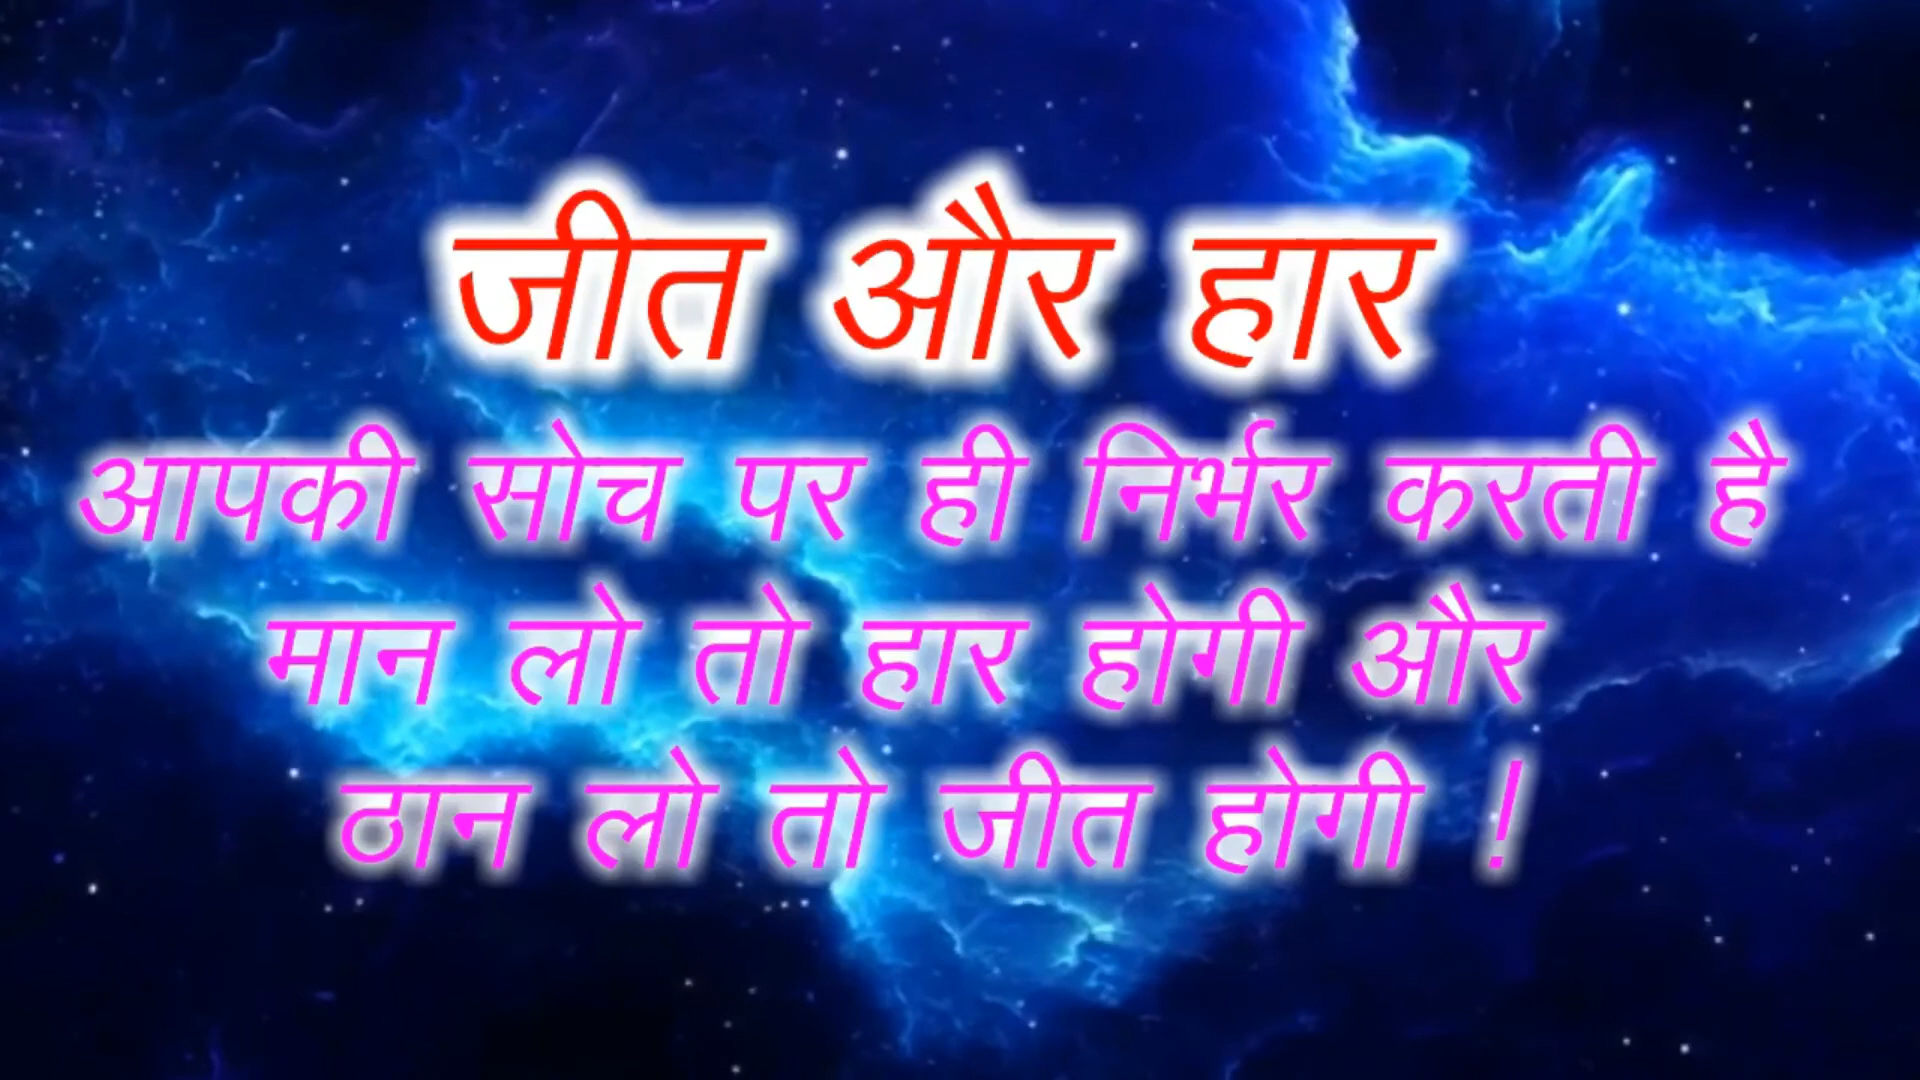 जीत और हार
आपकी सोच पर ही निर्भर करती है
मान लो तो हार होगी और
ठान लो तो जीत होगी !